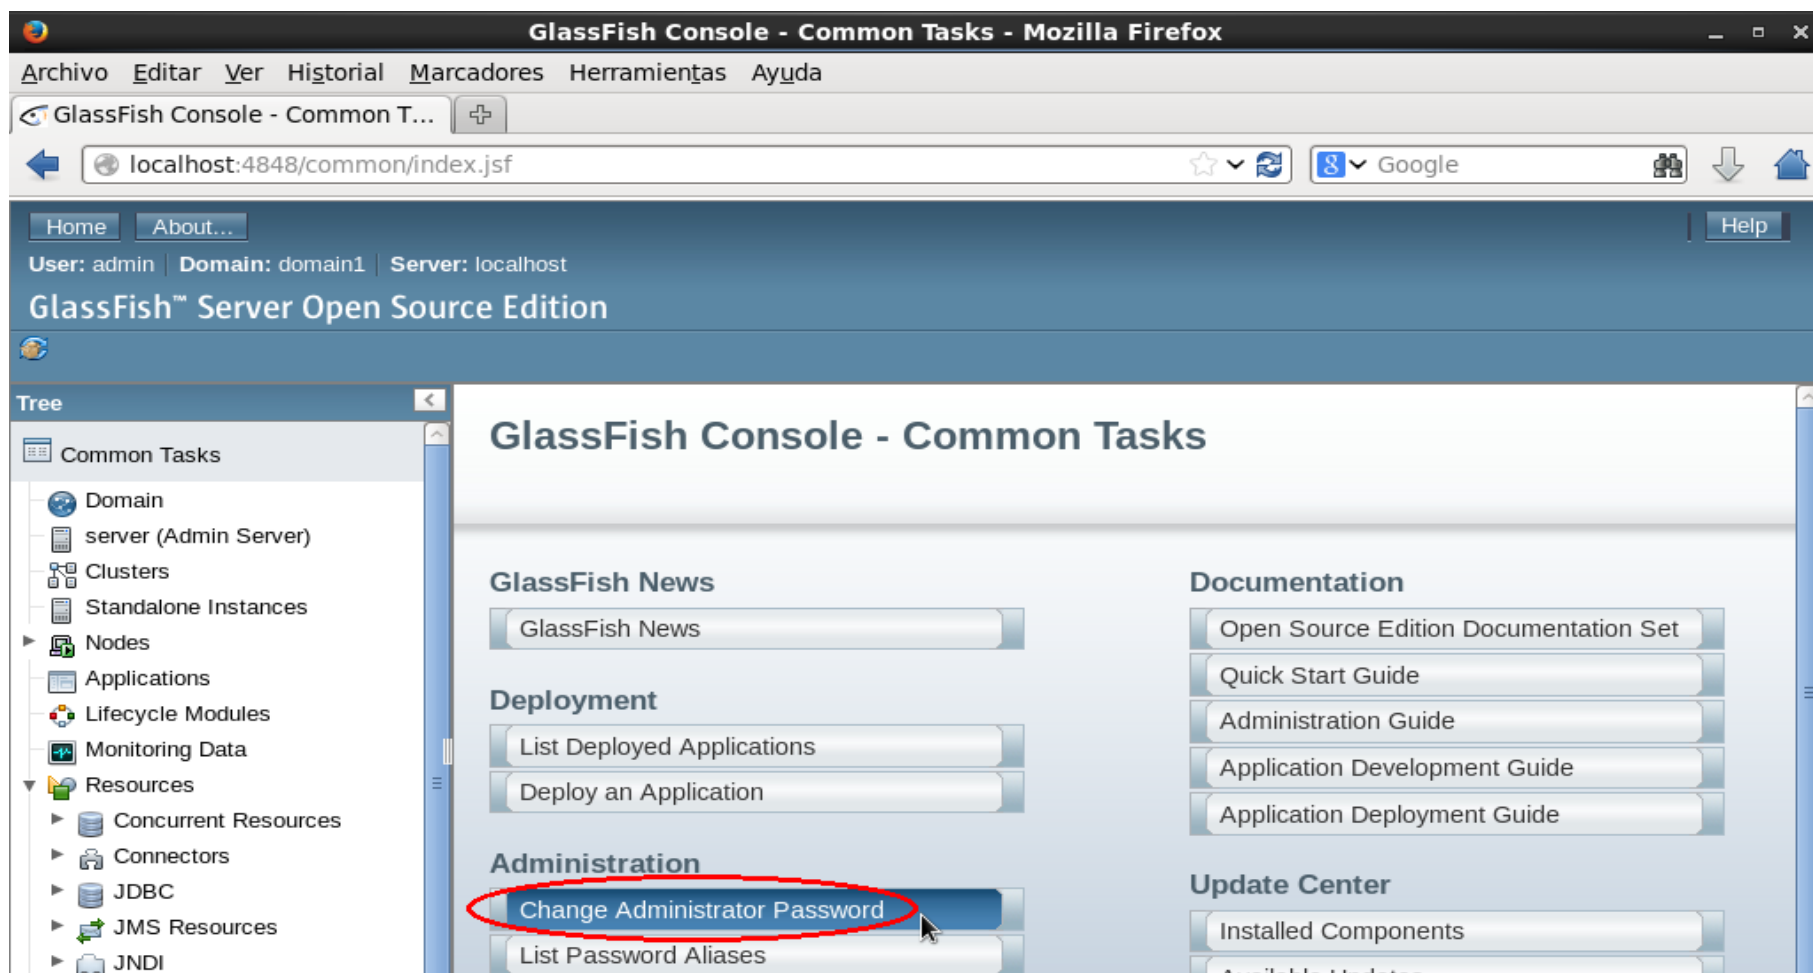 GlassFish Console - Common Tasks - Mozilla Firefox
Archivo Editar Ver Historial Marcadores Herramientas Ayuda
GlassFish Console - Common T...
localhost:4848/common/index.jsf
8 Google
Home About... Help
User: admin Domain: domain1 Server: localhost
GlassFish™ Server Open Source Edition
Tree
Common Tasks
Domain
server (Admin Server)
Clusters
Standalone Instances
Nodes
Applications
Lifecycle Modules
Monitoring Data
Resources
Concurrent Resources
Connectors
JDBC
JMS Resources
JNDI
GlassFish Console - Common Tasks
GlassFish News
GlassFish News
Deployment
List Deployed Applications
Deploy an Application
Administration
Change Administrator Password
List Password Aliases
Documentation
Open Source Edition Documentation Set
Quick Start Guide
Administration Guide
Application Development Guide
Application Deployment Guide
Update Center
Installed Components
Available Updates